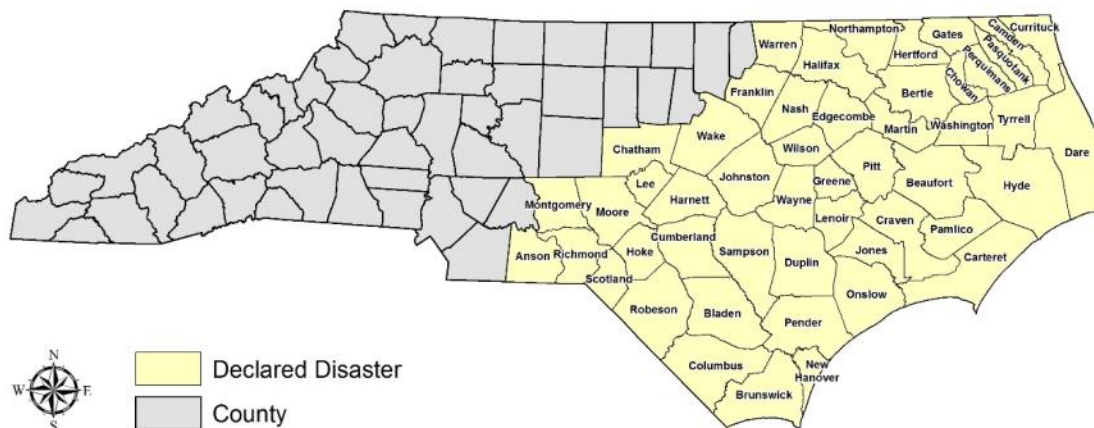 Northampton
Camden
Currituck
Gates
Warren
Hertford
Pasquotank
Halifax
Perquimans
Chowan
Franklin
Bertie
Nash
Edgecombe
Martin
Washington
Tyrrell
Wake
Wilson
Chatham
Dare
Pitt
Johnston
Greene
Beaufort
Hyde
Lee
Wayne
Harnett
Montgomery
Moore
Lenoir
Craven
Pamlico
Cumberland
Sampson
Jones
Hoke
Anson
Richmond
Duplin
Carteret
Scotland
Onslow
Robeson
Bladen
Pender
Columbus
New
Hanover
Brunswick
N
W E
S
Declared Disaster
County